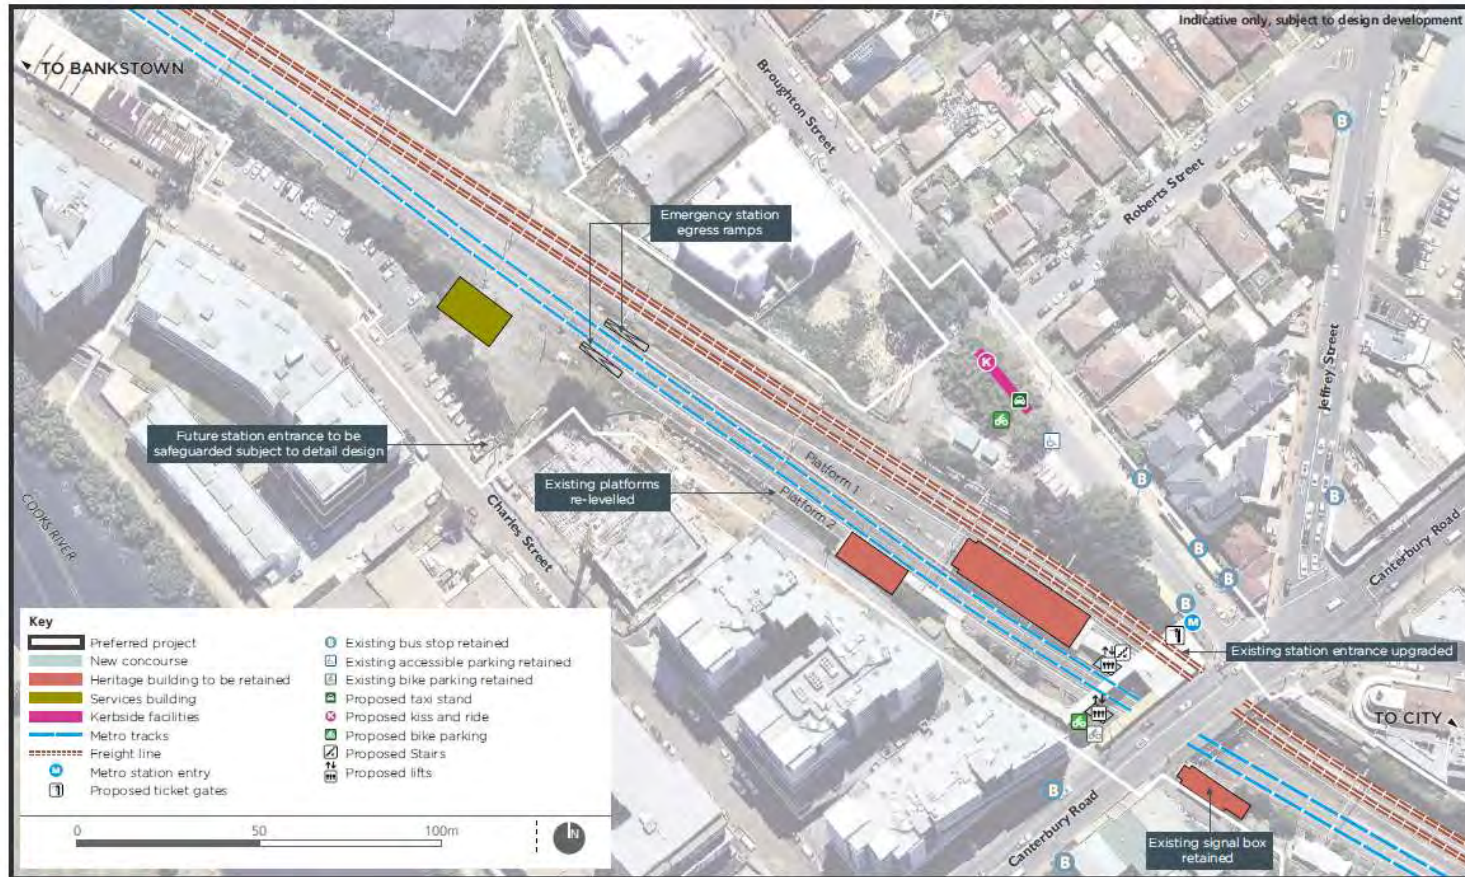 Indicative only, subject to design development
TO BANKSTOWN
Broughton Street
Roberts Street
Emergency station
egress ramps
Jeffrey Street
K
B
B
B
B
B
B
Future station entrance to be
safeguarded subject to detail design
Existing platforms
re-levelled
Platform 1
Platform 2
Charles Street
COOKS RIVER
Canterbury Road
M
Existing station entrance upgraded
TO CITY
B
B
Canterbury Road
Existing signal box
retained
Key
Preferred project
New concourse
Heritage building to be retained
Services building
Kerbside facilities
Metro tracks
Freight line
M Metro station entry
Proposed ticket gates
B Existing bus stop retained
Existing accessible parking retained
Existing bike parking retained
Proposed taxi stand
K Proposed kiss and ride
Proposed bike parking
Proposed Stairs
Proposed lifts
0 50 100m
N